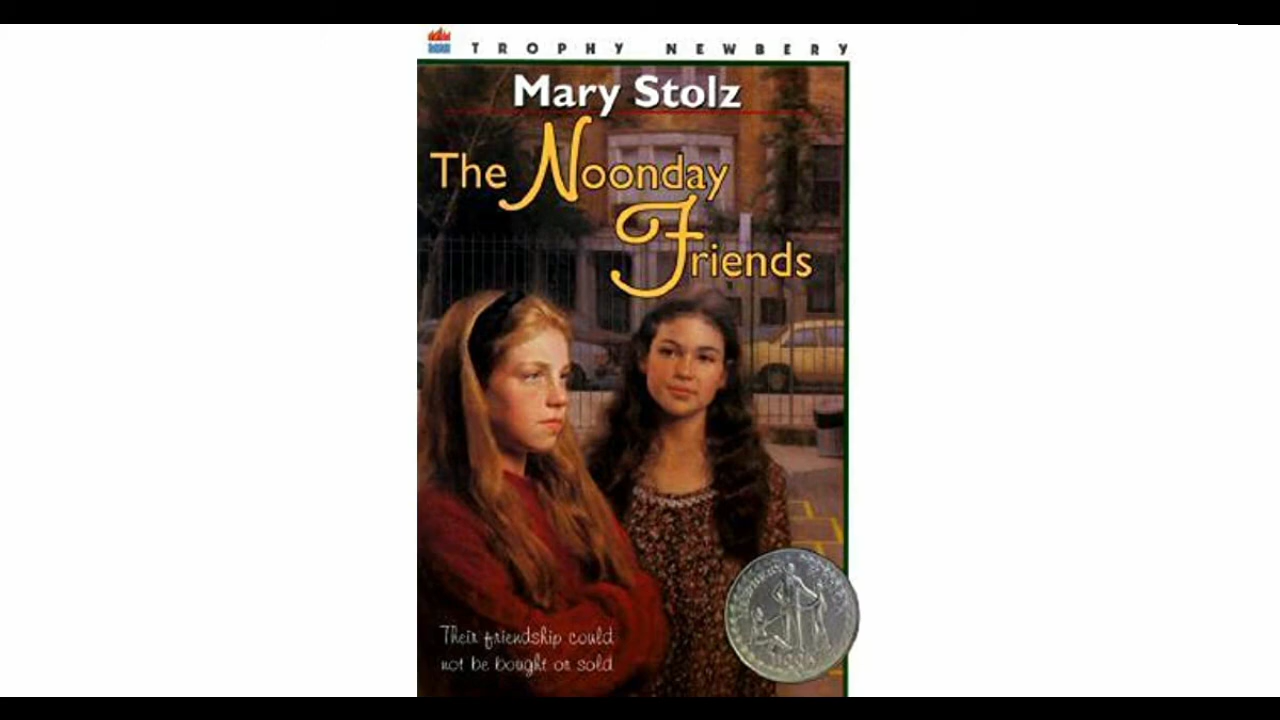 TROPHY NEWBERY
Mary Stolz
The Noonday
Friends
Their friendship could
not be bought or sold